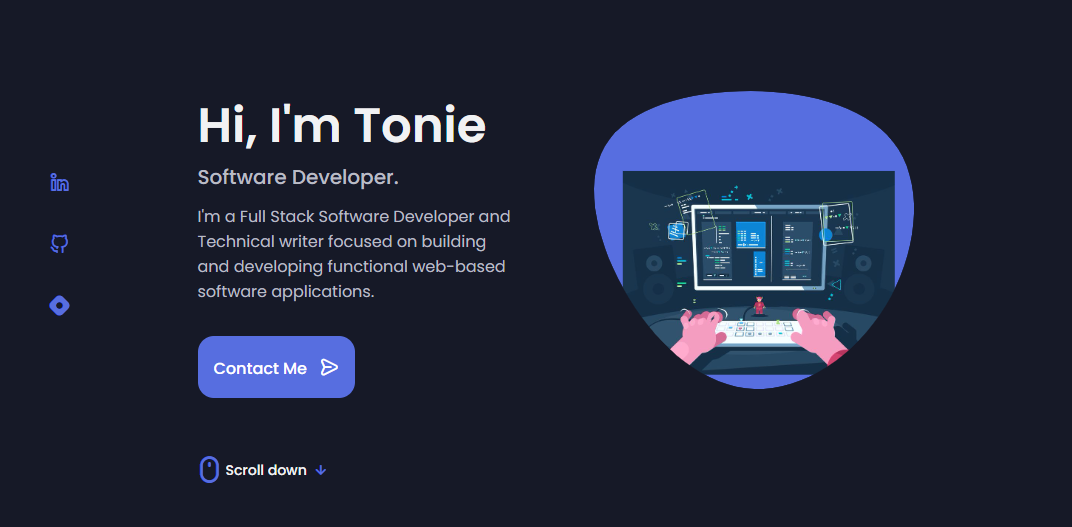 Hi, I'm Tonie
Software Developer.
I'm a Full Stack Software Developer and
Technical writer focused on building
and developing functional web-based
software applications.
Contact Me
Scroll down